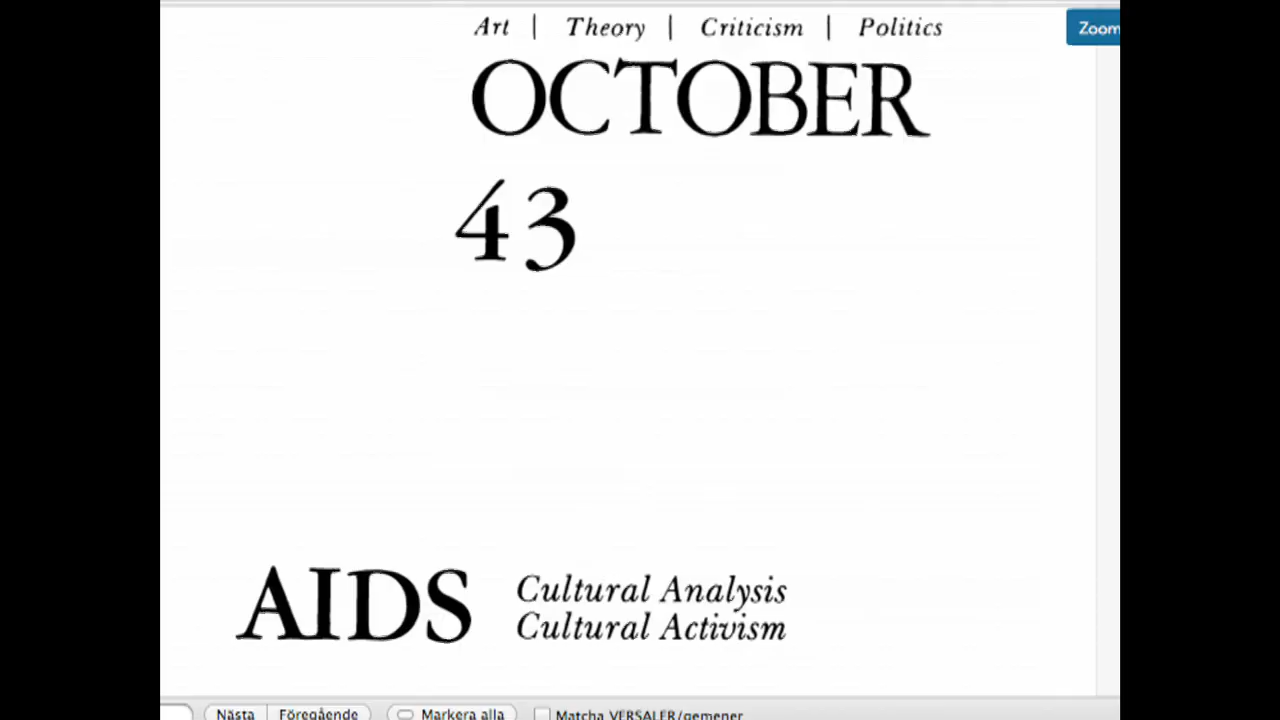 Art | Theory | Criticism | Politics
Zoom
OCTOBER
43
AIDS
Cultural Analysis
Cultural Activism
Nästa Föregående Markera alla Matcha VERSALER/gemener